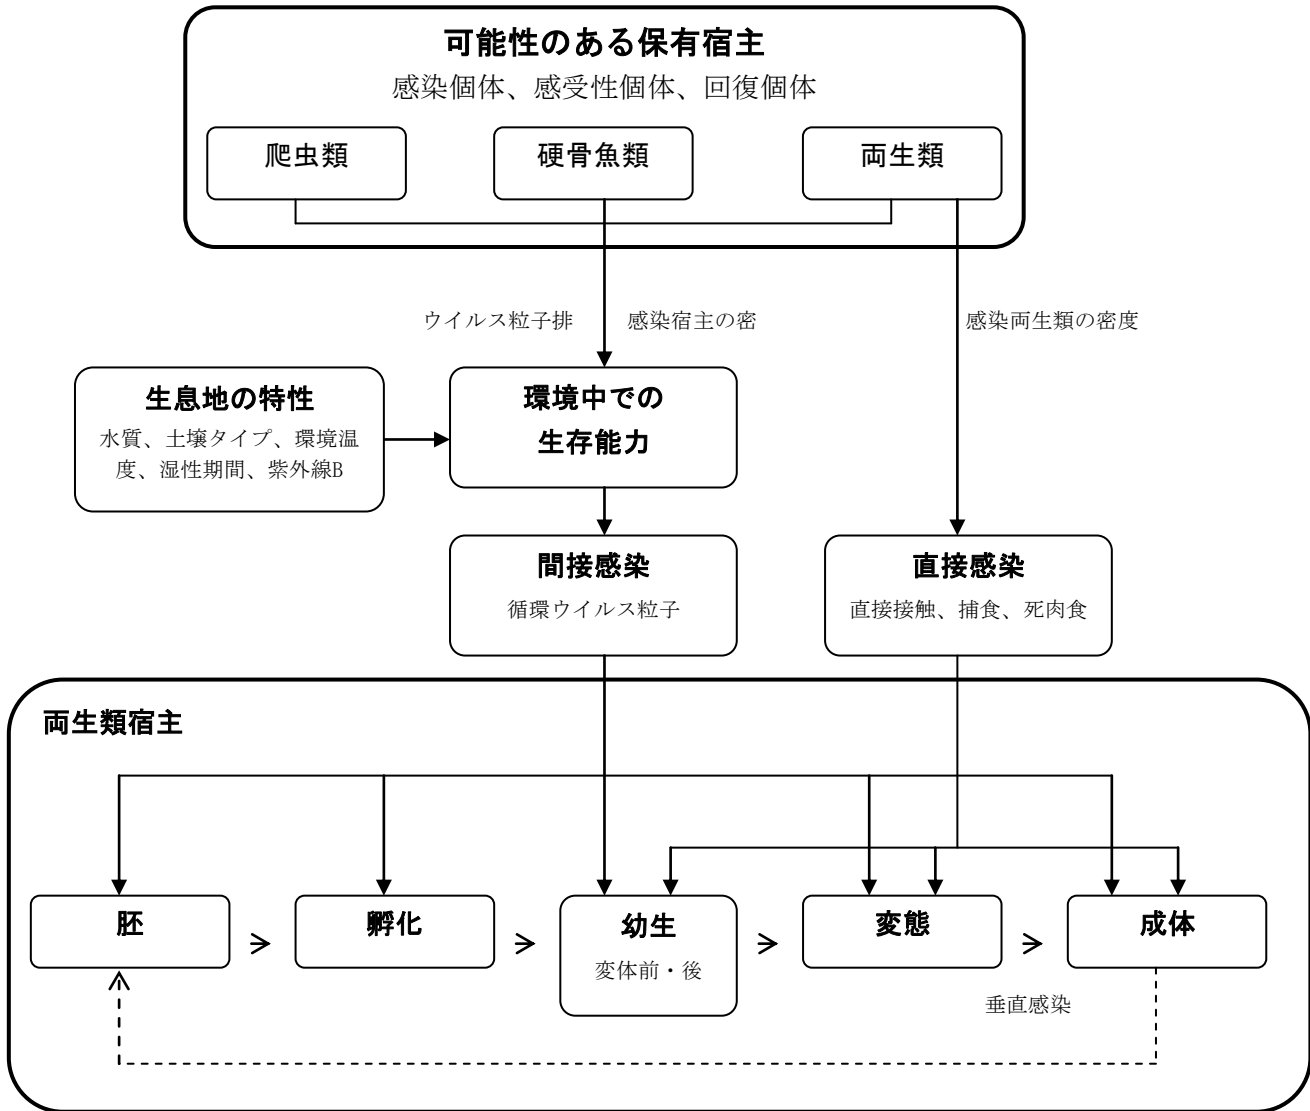 可能性のある保有宿主
感染個体、感受性個体、回復個体
爬虫類
硬骨魚類
両生類
ウイルス粒子排
感染宿主の密
感染両生類の密度
生息地の特性
水質、土壌タイプ、環境温
度、湿性期間、紫外線B
環境中での
生存能力
間接感染
循環ウイルス粒子
直接感染
直接接触、捕食、死肉食
両生類宿主
胚
孵化
幼生
変体前・後
変態
成体
垂直感染